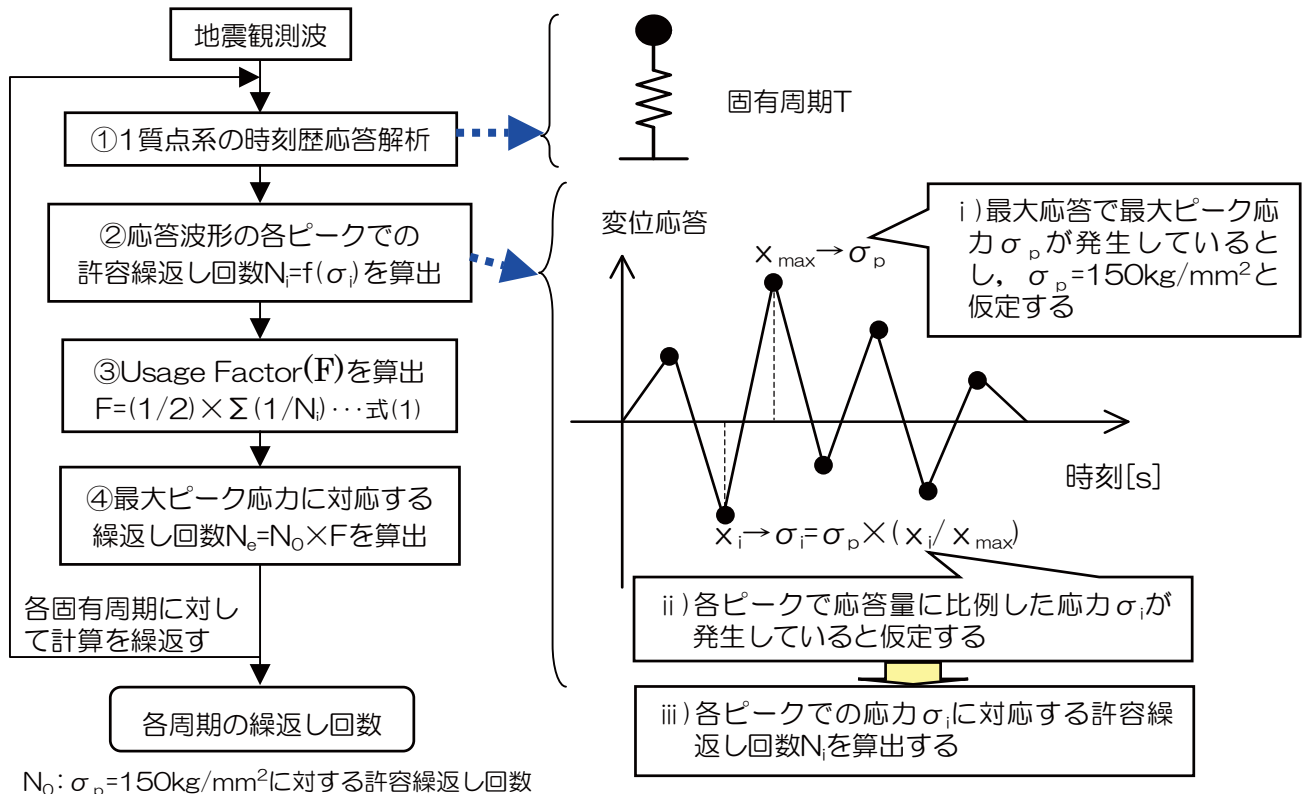 地震観測波
①1質点系の時刻歴応答解析
②応答波形の各ピークでの
許容繰返し回数Nᵢ=f(σᵢ)を算出
③Usage Factor(F)を算出
F=(1/2)×Σ(1/Nᵢ)･･･式(1)
④最大ピーク応力に対応する
繰返し回数Nₑ=N₀×Fを算出
各固有周期に対し
て計算を繰返す
各周期の繰返し回数
N₀：σₚ=150kg/mm²に対する許容繰返し回数
固有周期T
変位応答
x max→σₚ
ⅰ)最大応答で最大ピーク応
力σₚが発生していると
し，σₚ=150kg/mm²と
仮定する
時刻[s]
xᵢ→σᵢ=σₚ×(xᵢ/x max)
ⅱ)各ピークで応答量に比例した応力σᵢが
発生していると仮定する
ⅲ)各ピークでの応力σᵢに対応する許容繰
返し回数Nᵢを算出する